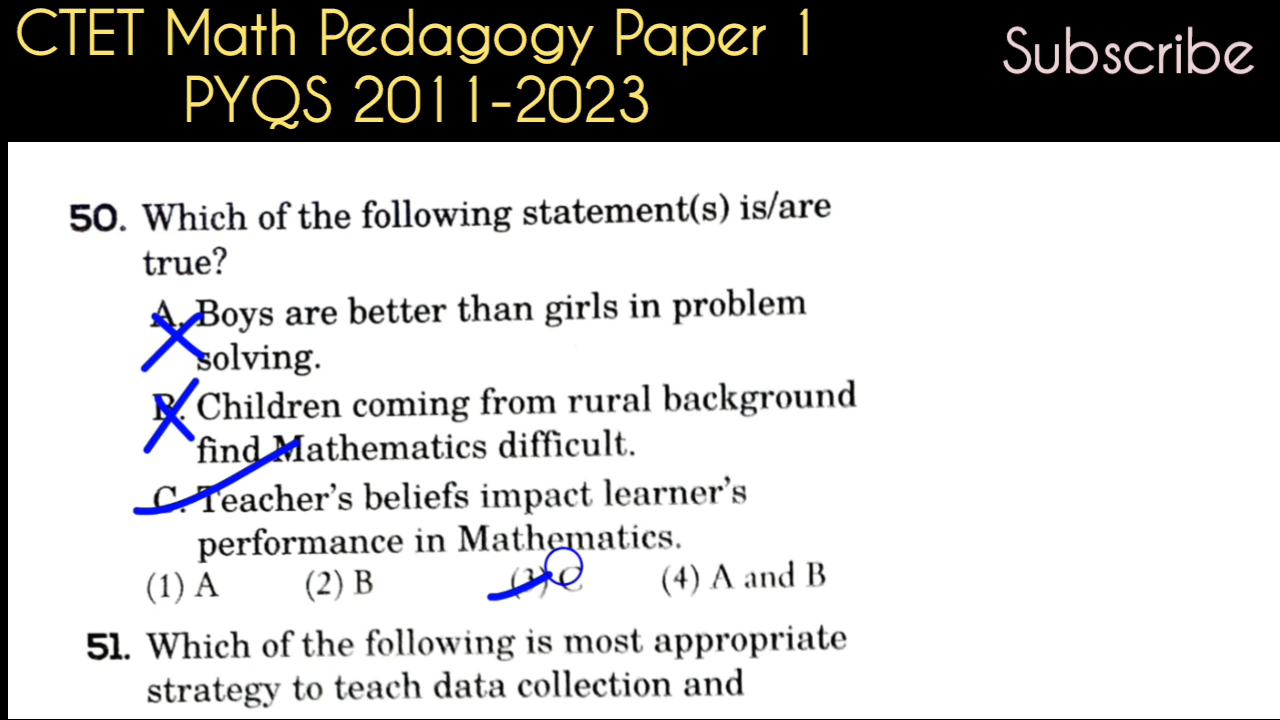 CTET Math Pedagogy Paper 1
PYQS 2011-2023
Subscribe
50. Which of the following statement(s) is/are
true?
A. Boys are better than girls in problem
solving.
B. Children coming from rural background
find Mathematics difficult.
C. Teacher's beliefs impact learner's
performance in Mathematics.
(1) A (2) B (3) C (4) A and B
51. Which of the following is most appropriate
strategy to teach data collection and